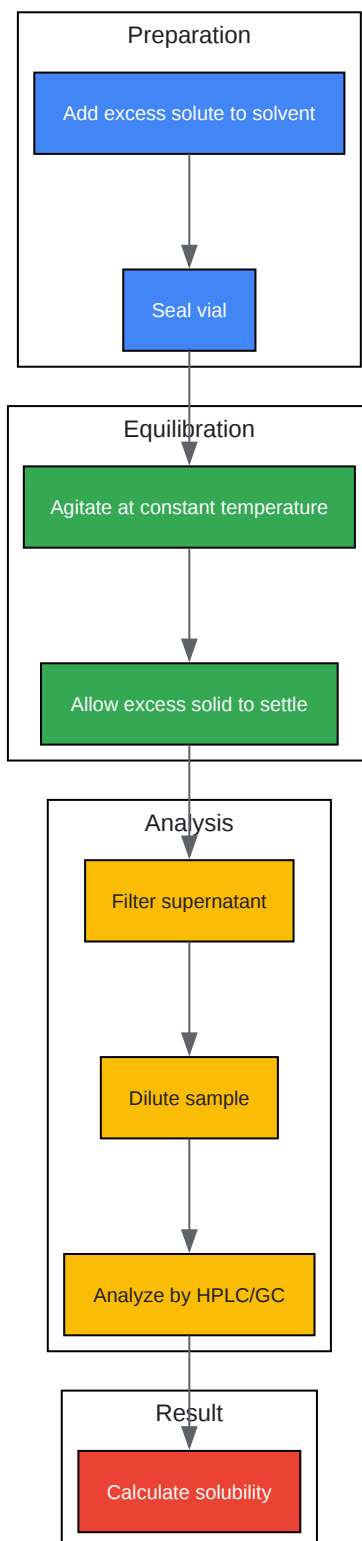 Preparation
Add excess solute to solvent
Seal vial
Equilibration
Agitate at constant temperature
Allow excess solid to settle
Analysis
Filter supernatant
Dilute sample
Analyze by HPLC/GC
Result
Calculate solubility